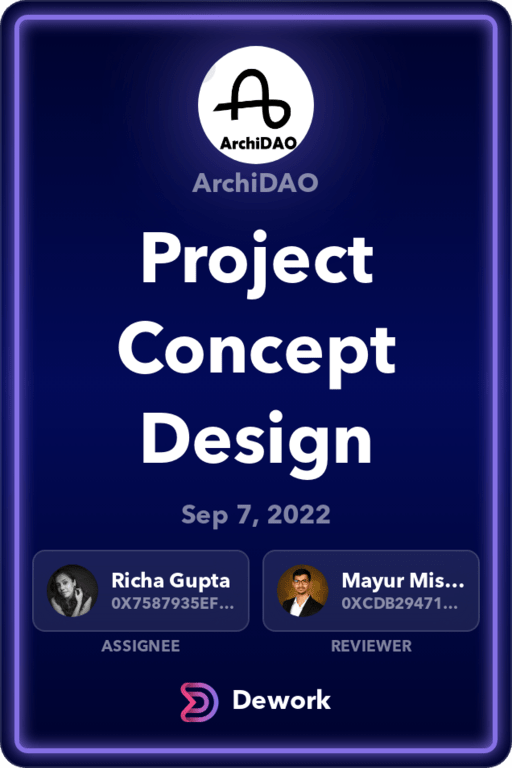 ArchiDAO
ArchiDAO
Project
Concept
Design
Sep 7, 2022
Richa Gupta
0X7587935EF...
Mayur Mis...
0XCDB29471...
ASSIGNEE
REVIEWER
Dework